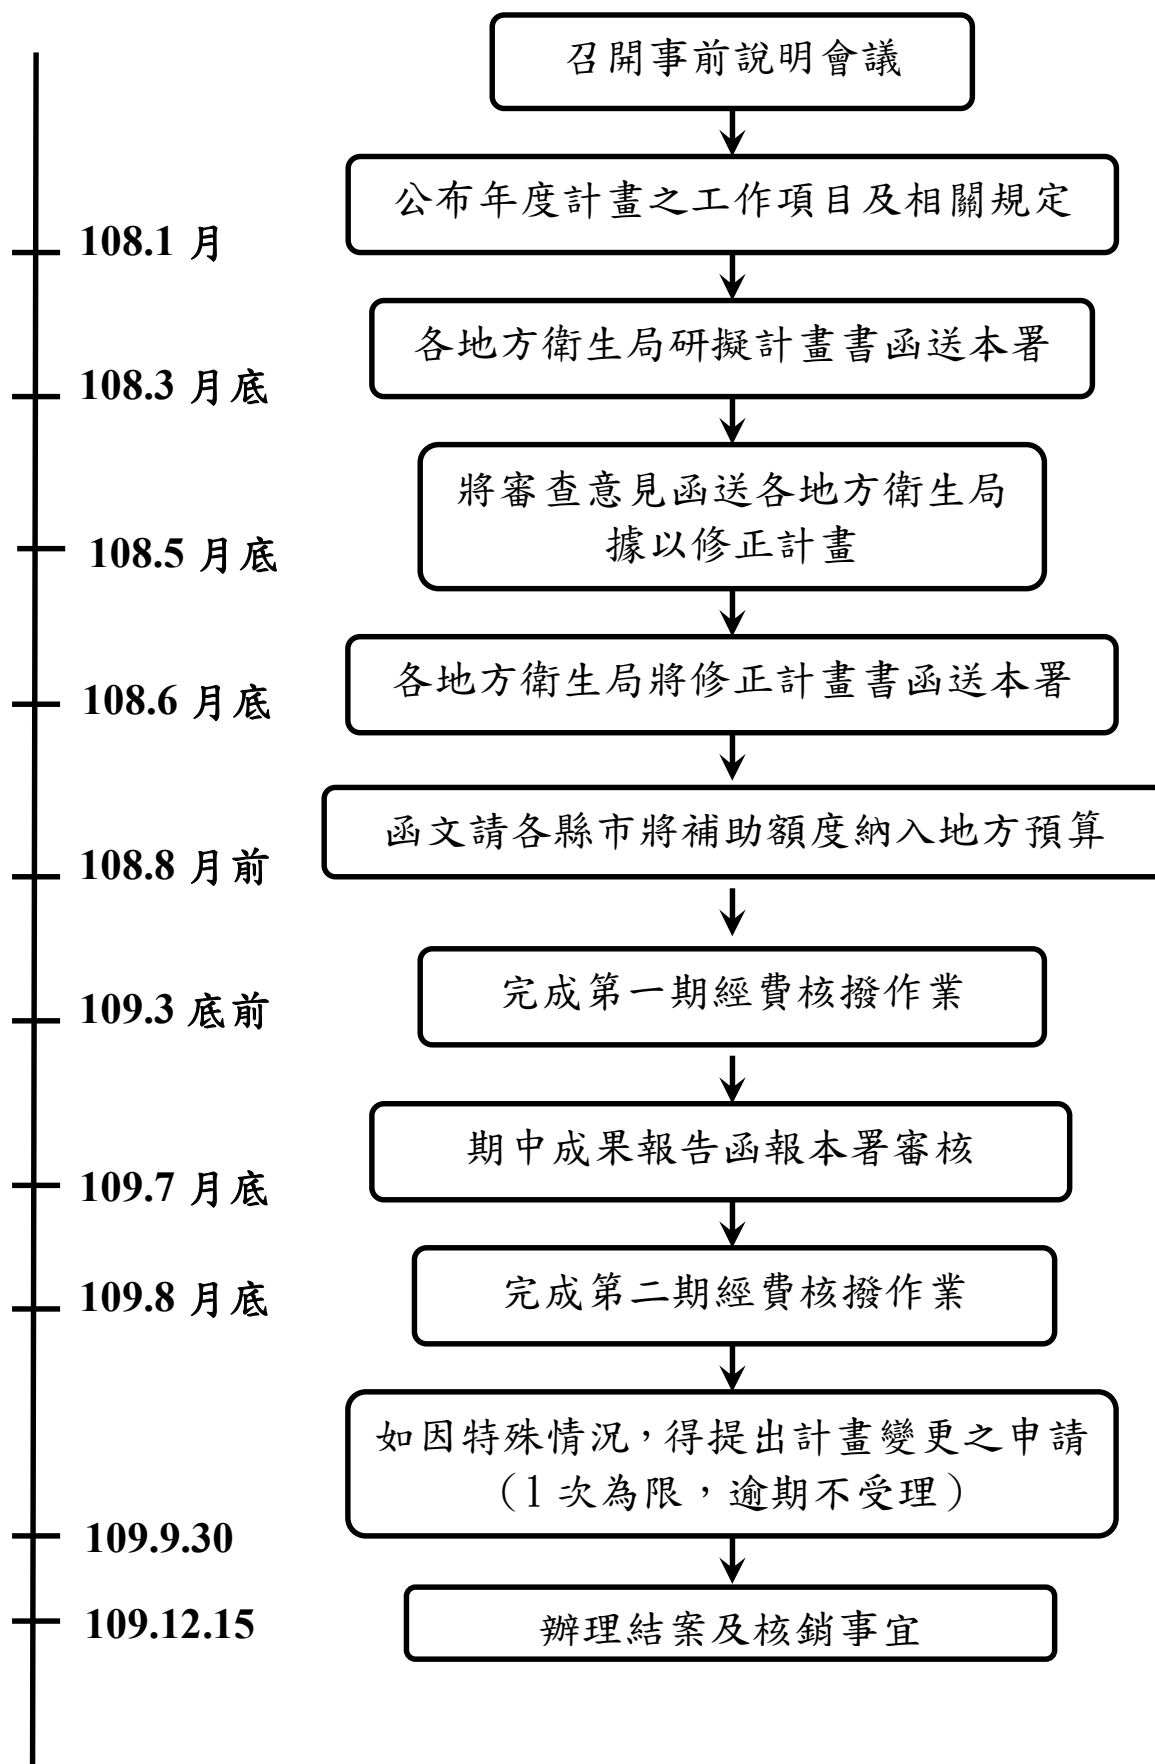 召開事前說明會議
公布年度計畫之工作項目及相關規定
108.1 月
各地方衛生局研擬計畫書函送本署
108.3 月底
將審查意見函送各地方衛生局
據以修正計畫
108.5 月底
各地方衛生局將修正計畫書函送本署
108.6 月底
函文請各縣市將補助額度納入地方預算
108.8 月前
完成第一期經費核撥作業
109.3 底前
期中成果報告函報本署審核
109.7 月底
完成第二期經費核撥作業
109.8 月底
如因特殊情況，得提出計畫變更之申請
（1 次為限，逾期不受理）
109.9.30
辦理結案及核銷事宜
109.12.15